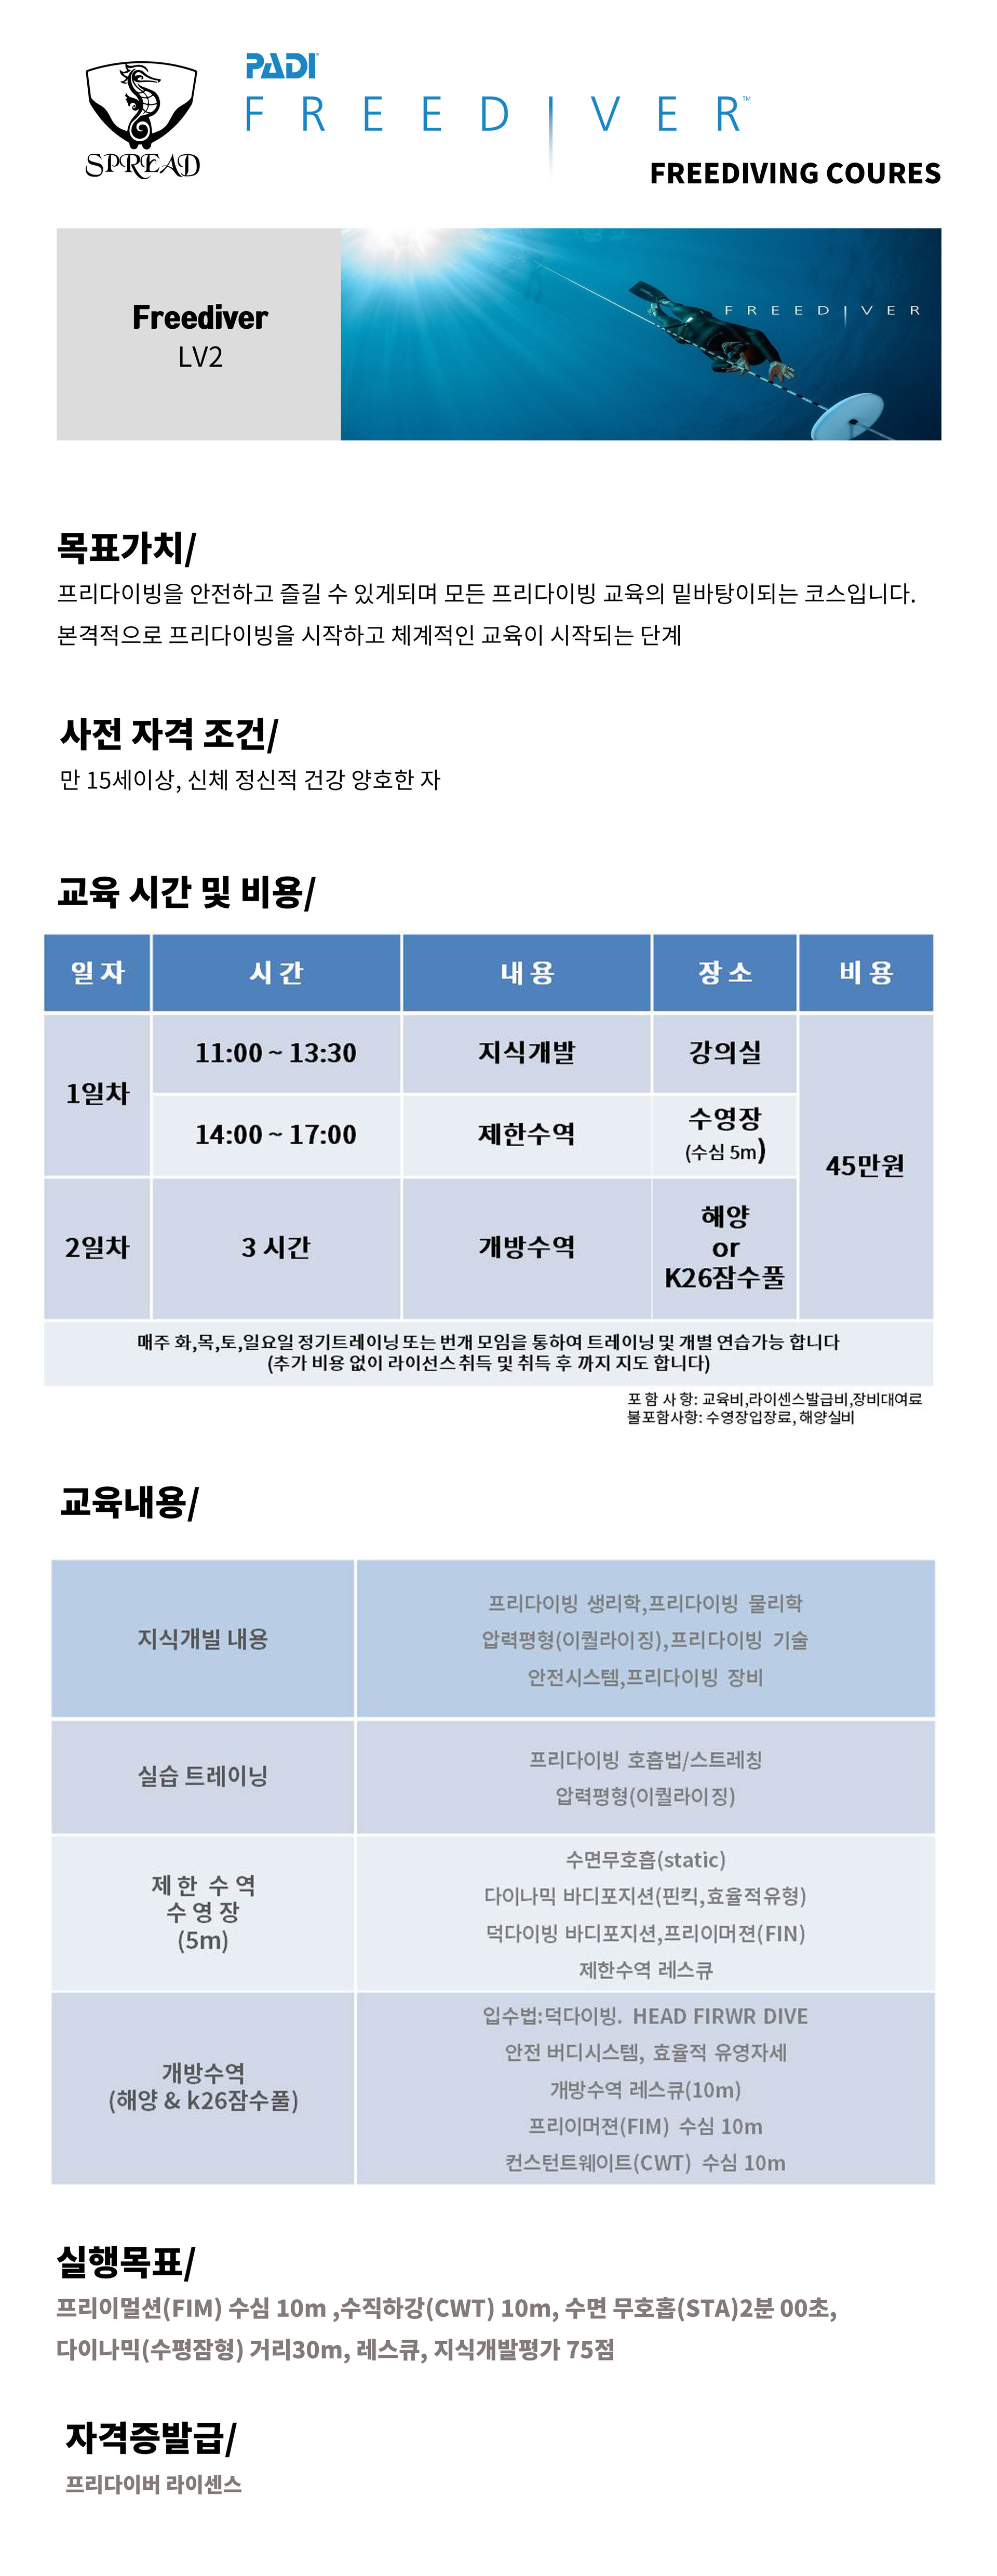 SPREAD
PADI
FREEDIVER™
FREEDIVING COURES
Freediver
LV2
FREEDIVER
목표가치/
프리다이빙을 안전하고 즐길 수 있게되며 모든 프리다이빙 교육의 밑바탕이되는 코스입니다.
본격적으로 프리다이빙을 시작하고 체계적인 교육이 시작되는 단계
사전 자격 조건/
만 15세이상, 신체 정신적 건강 양호한 자
교육 시간 및 비용/
일 자 시 간 내 용 장 소 비 용
1일차 11:00 ~ 13:30 지식개발 강의실
14:00 ~ 17:00 제한수역 수영장
(수심 5m)
45만원
2일차 3 시간 개방수역 해양
or
K26잠수풀
매주 화,목,토,일요일 정기트레이닝 또는 번개 모임을 통하여 트레이닝 및 개별 연습가능 합니다
(추가 비용 없이 라이선스 취득 및 취득 후 까지 지도 합니다)
포 함 사 항: 교육비,라이센스발급비,장비대여료
불포함사항: 수영장입장료, 해양실비
교육내용/
지식개빌 내용
프리다이빙 생리학,프리다이빙 물리학
압력평형(이퀄라이징),프리다이빙 기술
안전시스템,프리다이빙 장비
실습 트레이닝
프리다이빙 호흡법/스트레칭
압력평형(이퀄라이징)
제 한 수 역
수 영 장
(5m)
수면무호흡(static)
다이나믹 바디포지션(핀킥,효율적유형)
덕다이빙 바디포지션,프리이머젼(FIN)
제한수역 레스큐
개방수역
(해양 & k26잠수풀)
입수법:덕다이빙. HEAD FIRWR DIVE
안전 버디시스템, 효율적 유영자세
개방수역 레스큐(10m)
프리이머젼(FIM) 수심 10m
컨스턴트웨이트(CWT) 수심 10m
실행목표/
프리이멀션(FIM) 수심 10m ,수직하강(CWT) 10m, 수면 무호홉(STA)2분 00초,
다이나믹(수평잠형) 거리30m, 레스큐, 지식개발평가 75점
자격증발급/
프리다이버 라이센스